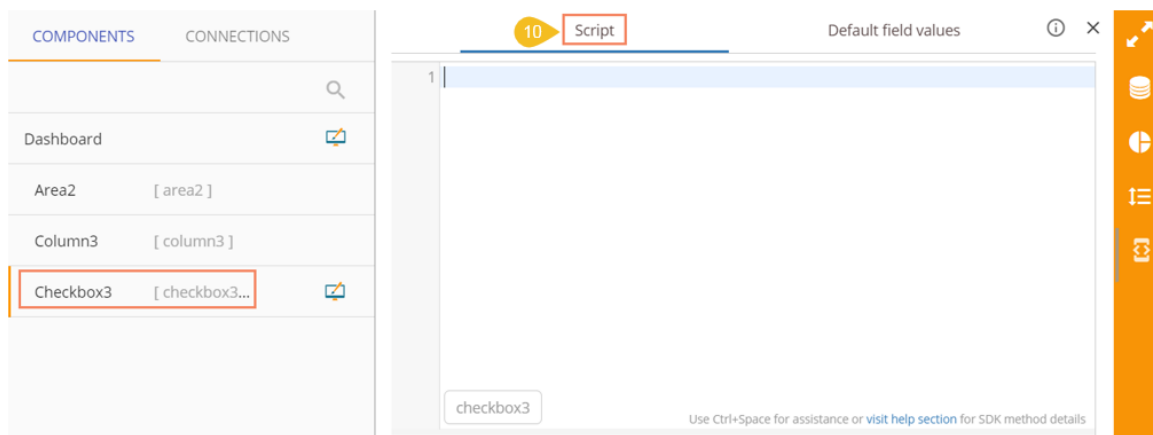 COMPONENTS CONNECTIONS
10 Script Default field values
1
Dashboard
Area2 [ area2 ]
Column3 [ column3 ]
Checkbox3 [ checkbox3...
checkbox3
Use Ctrl+Space for assistance or visit help section for SDK method details